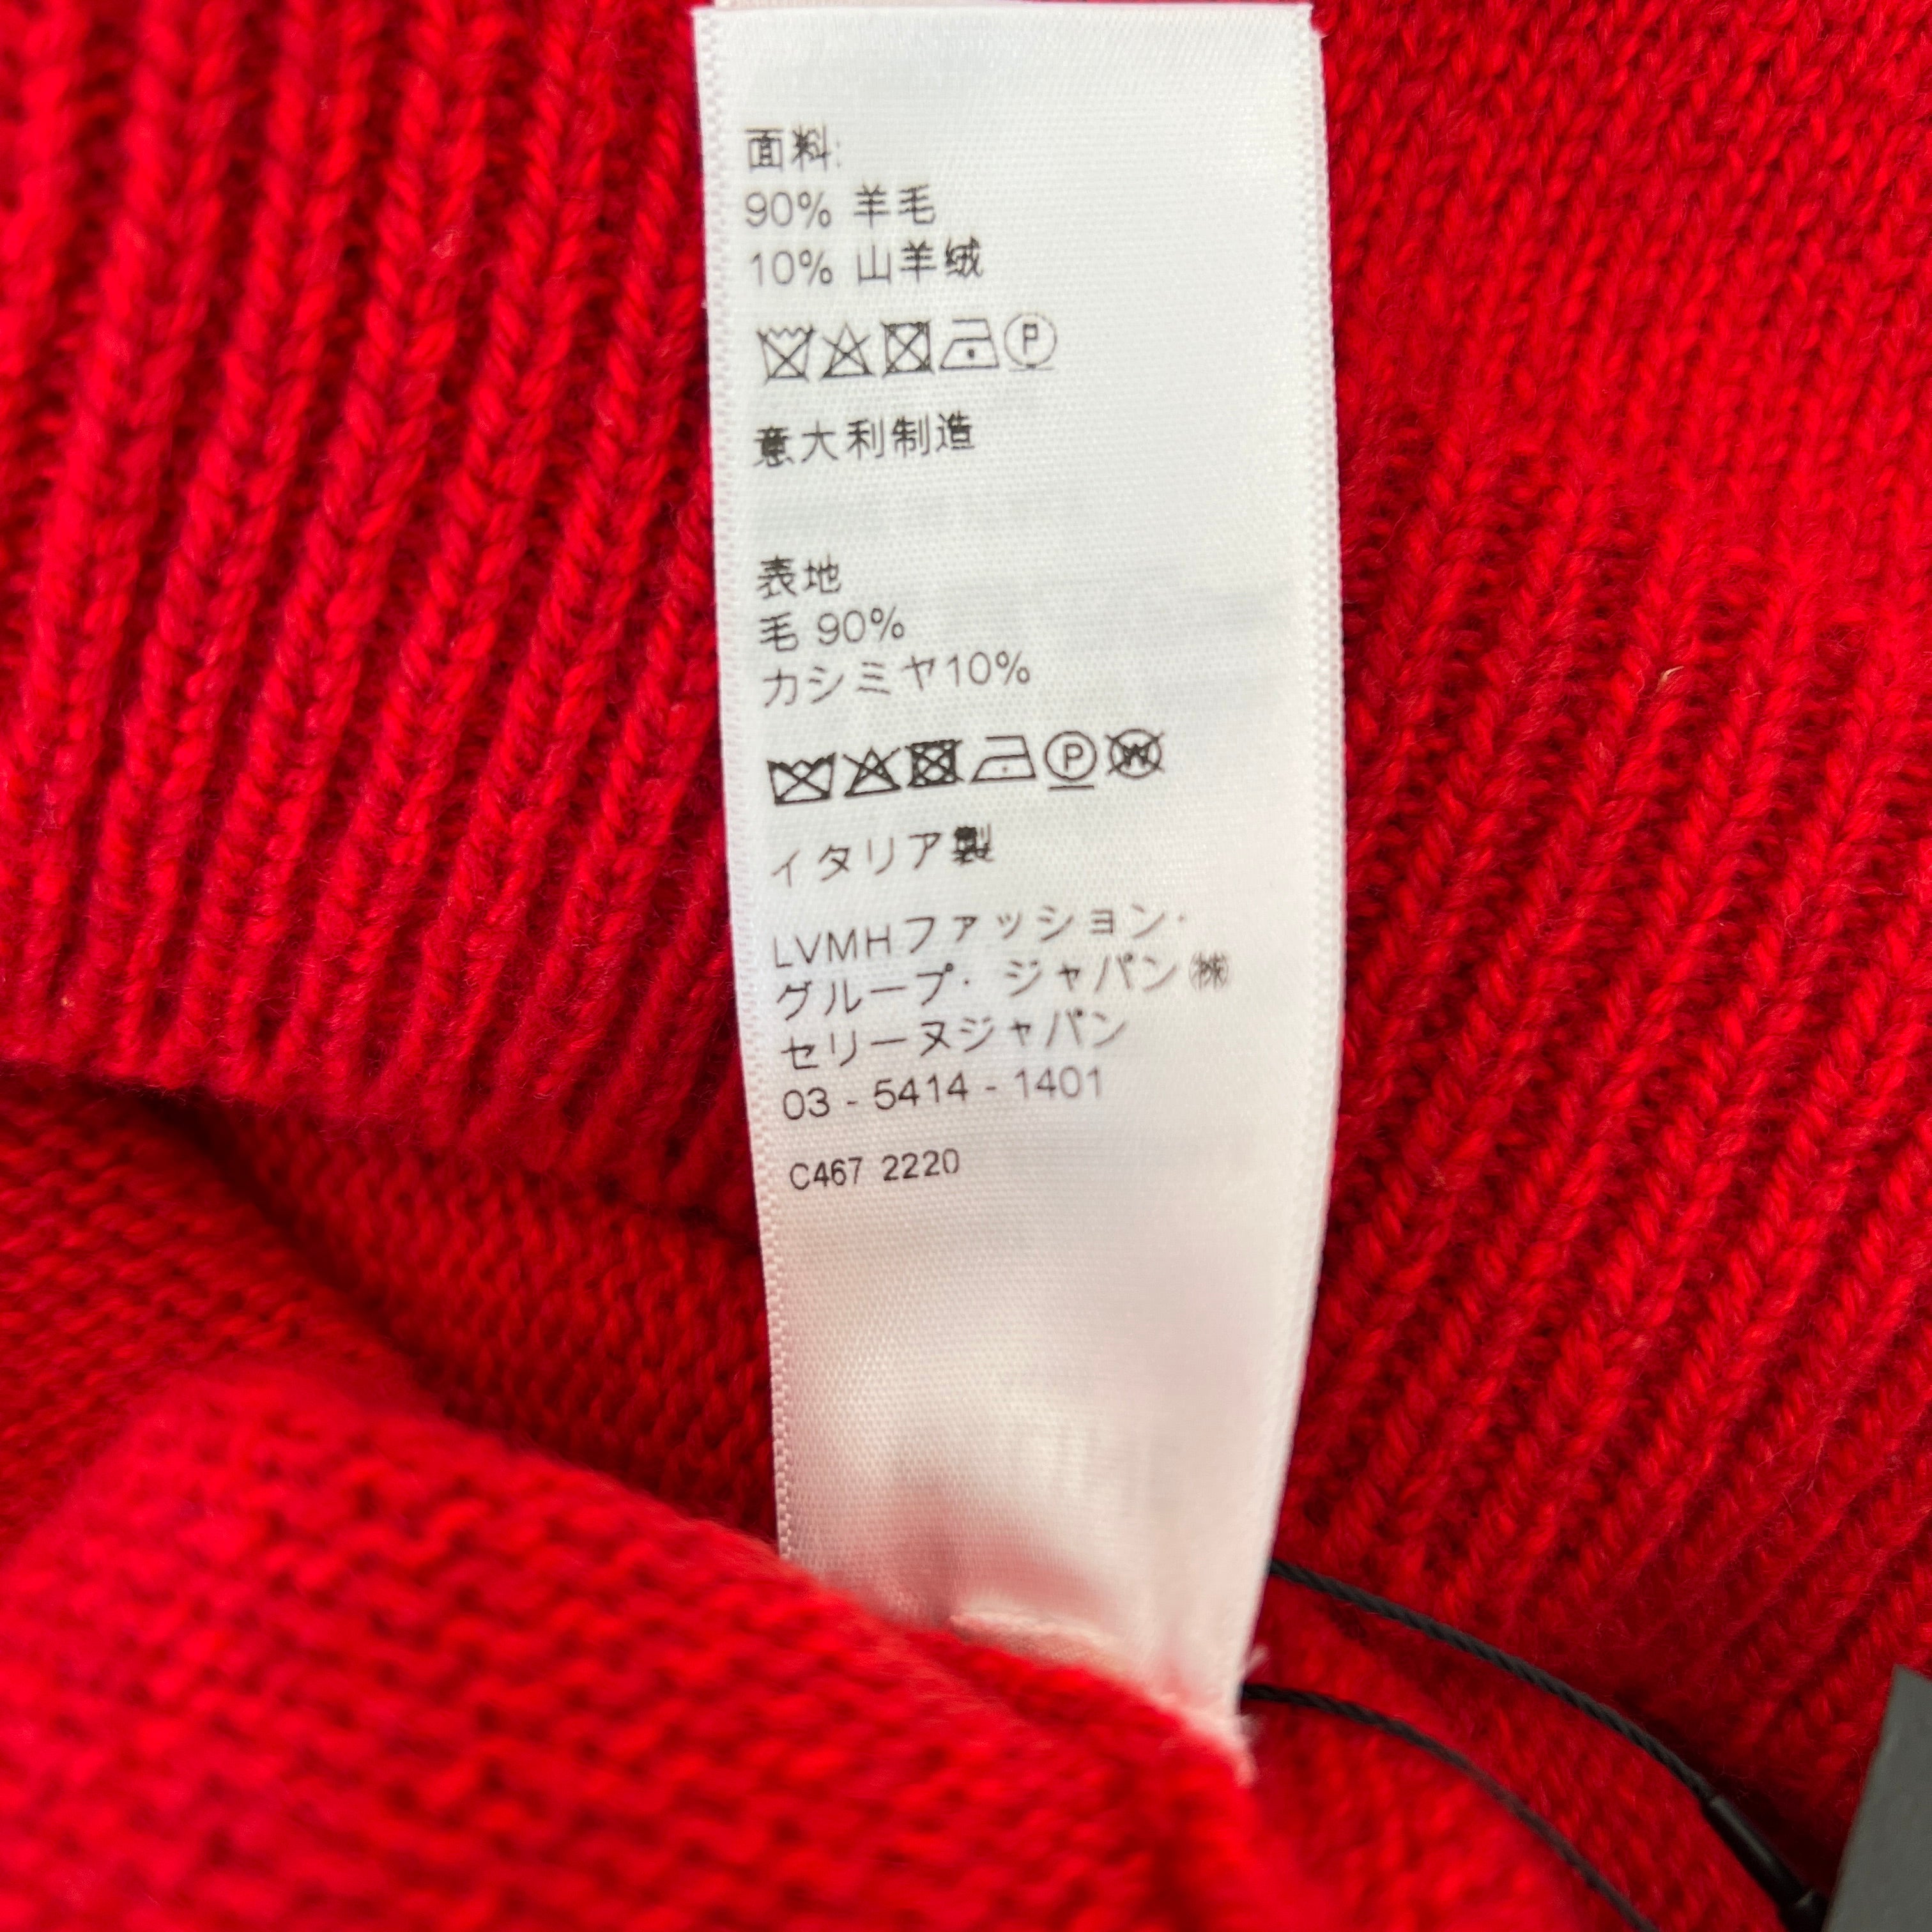 面料:
90% 羊毛
10% 山羊绒
P
意大利制造
表地
毛 90%
カシミヤ10%
P W
イタリア製
LVMHファッション·
グループ· ジャパン㈱
セリーヌジャパン
03 - 5414 - 1401
C467 2220